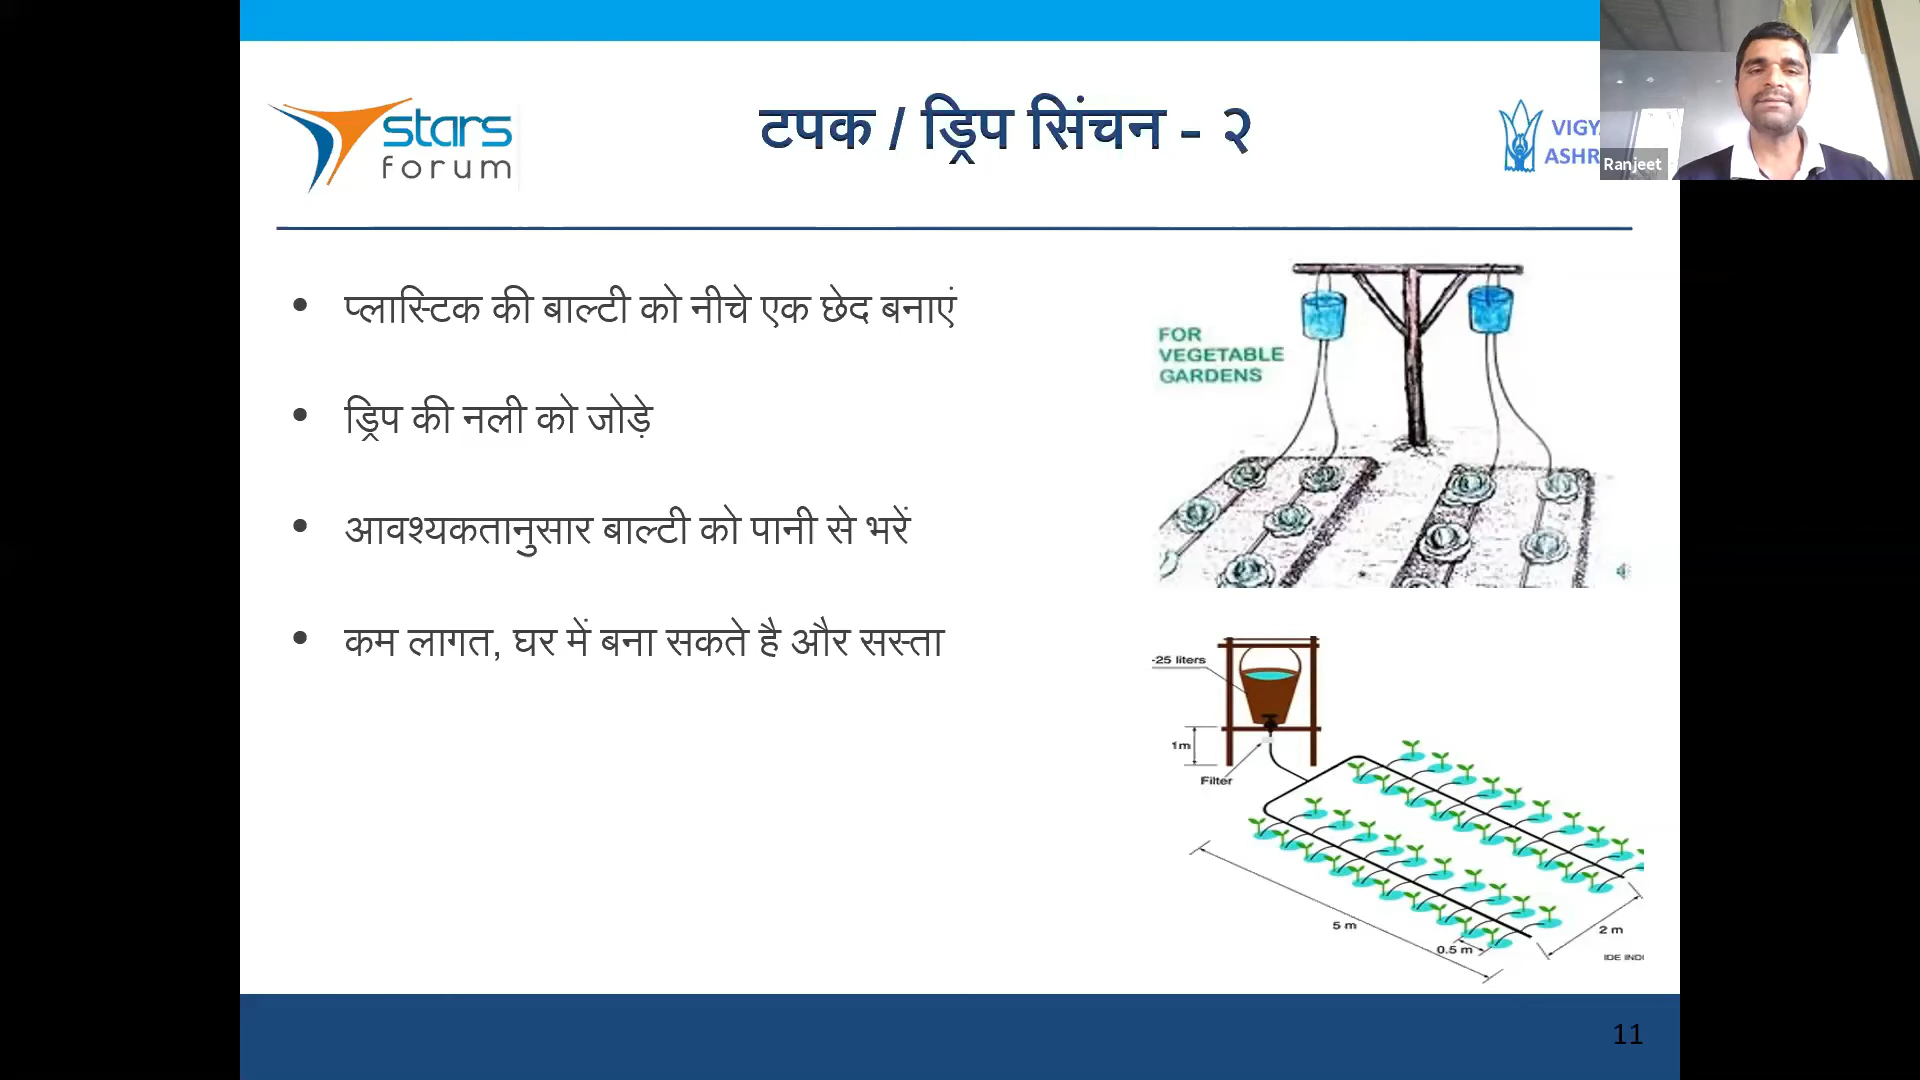 stars
forum
टपक / ड्रिप सिंचन - २
VIGY
ASHR
Ranjeet
• प्लास्टिक की बाल्टी को नीचे एक छेद बनाएं
• ड्रिप की नली को जोड़े
• आवश्यकतानुसार बाल्टी को पानी से भरें
• कम लागत, घर में बना सकते है और सस्ता
FOR
VEGETABLE
GARDENS
-25 liters
1m
Filter
5 m
0.5 m
2 m
IDE INDI
11